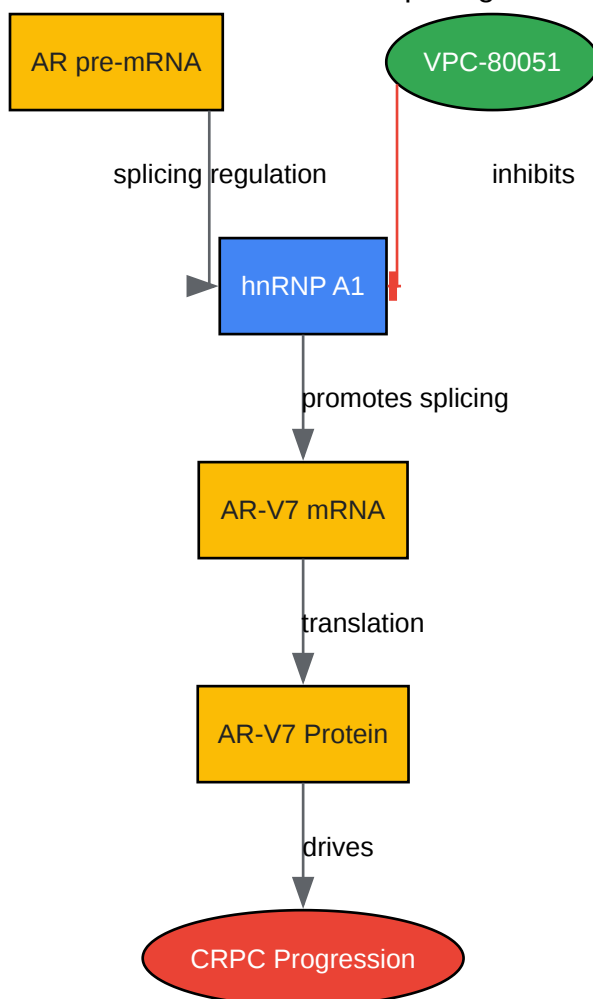 AR pre-mRNA
VPC-80051
splicing regulation
inhibits
hnRNP A1
promotes splicing
AR-V7 mRNA
translation
AR-V7 Protein
drives
CRPC Progression